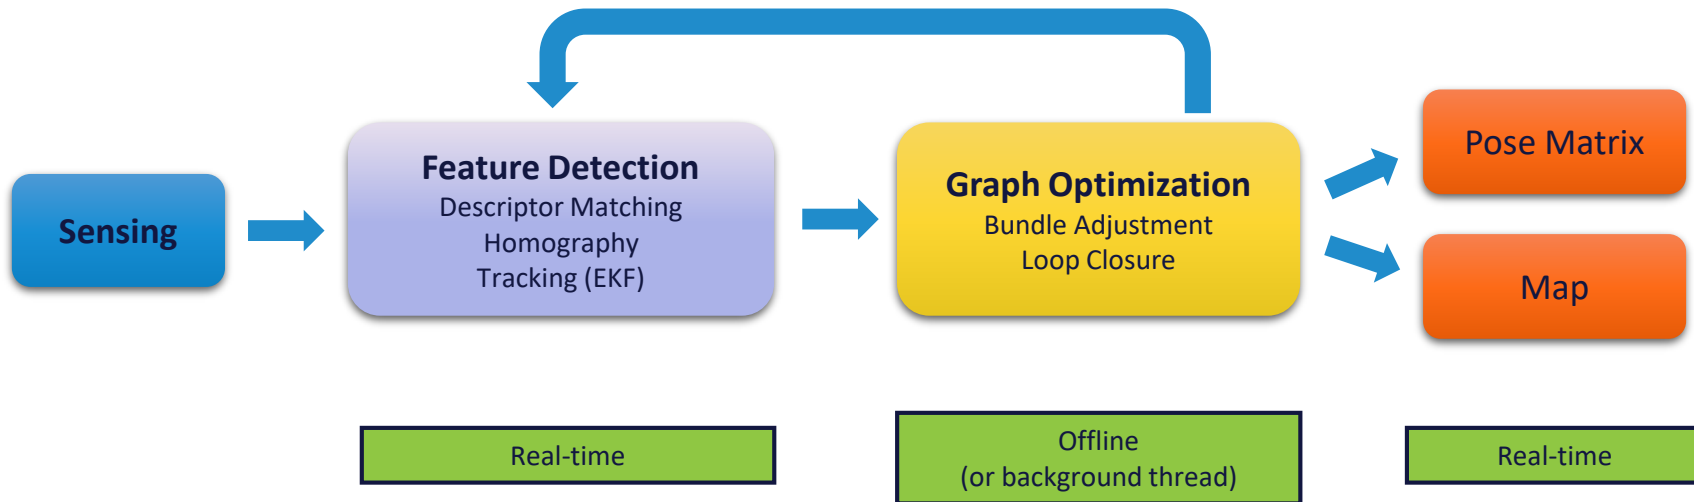 Sensing
Feature Detection
Descriptor Matching
Homography
Tracking (EKF)
Graph Optimization
Bundle Adjustment
Loop Closure
Pose Matrix
Map
Real-time
Offline
(or background thread)
Real-time